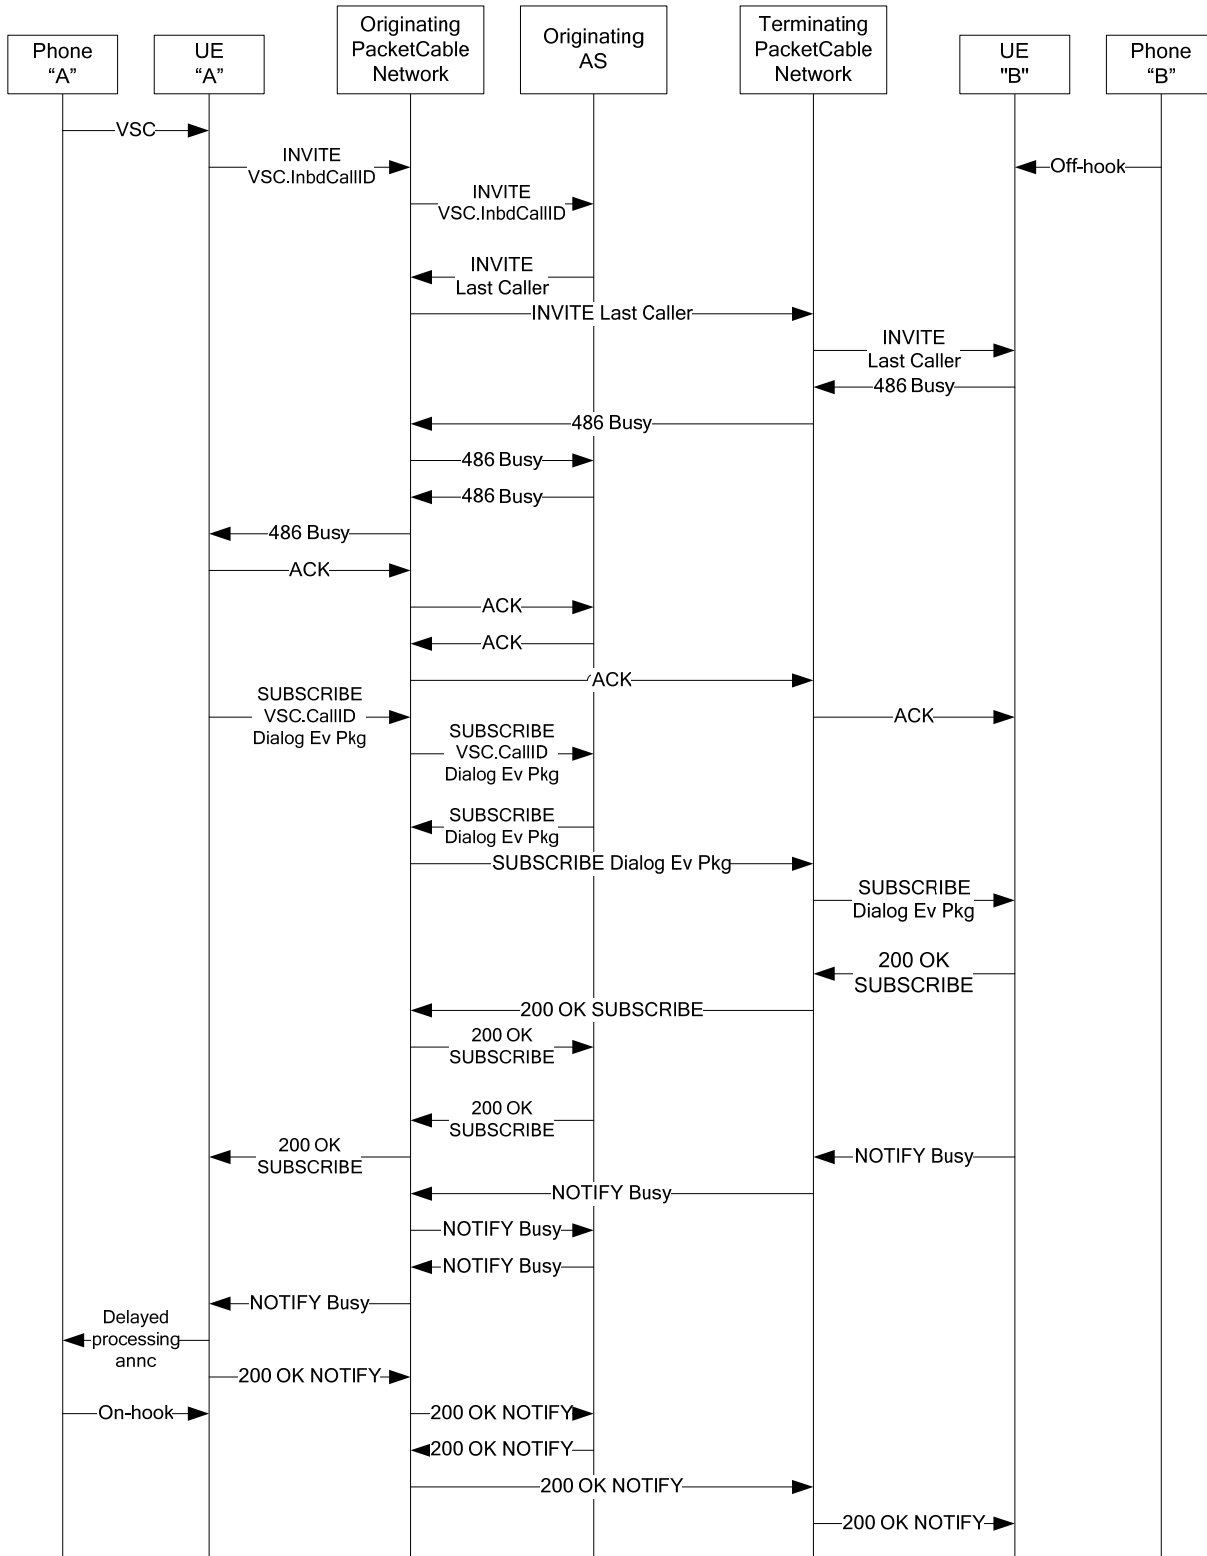 Phone
“A”
UE
“A”
Originating
PacketCable
Network
Originating
AS
Terminating
PacketCable
Network
UE
"B"
Phone
“B”
VSC
INVITE
VSC.InbdCallID
Off-hook
INVITE
VSC.InbdCallID
INVITE
Last Caller
INVITE Last Caller
INVITE
Last Caller
486 Busy
486 Busy
486 Busy
486 Busy
486 Busy
ACK
ACK
ACK
ACK
SUBSCRIBE
VSC.CallID
Dialog Ev Pkg
ACK
SUBSCRIBE
VSC.CallID
Dialog Ev Pkg
SUBSCRIBE
Dialog Ev Pkg
SUBSCRIBE Dialog Ev Pkg
SUBSCRIBE
Dialog Ev Pkg
200 OK
SUBSCRIBE
200 OK SUBSCRIBE
200 OK
SUBSCRIBE
200 OK
SUBSCRIBE
200 OK
SUBSCRIBE
NOTIFY Busy
NOTIFY Busy
NOTIFY Busy
NOTIFY Busy
NOTIFY Busy
Delayed
processing
annc
200 OK NOTIFY
On-hook
200 OK NOTIFY
200 OK NOTIFY
200 OK NOTIFY
200 OK NOTIFY